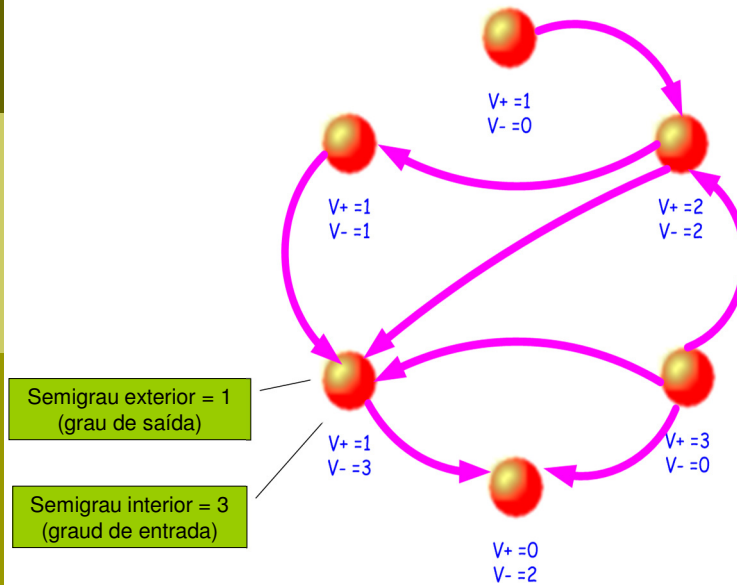 V+ =1
V- =0
V+ =1
V- =1
V+ =2
V- =2
Semigrau exterior = 1
(grau de saída)
V+ =1
V- =3
V+ =3
V- =0
Semigrau interior = 3
(graud de entrada)
V+ =0
V- =2